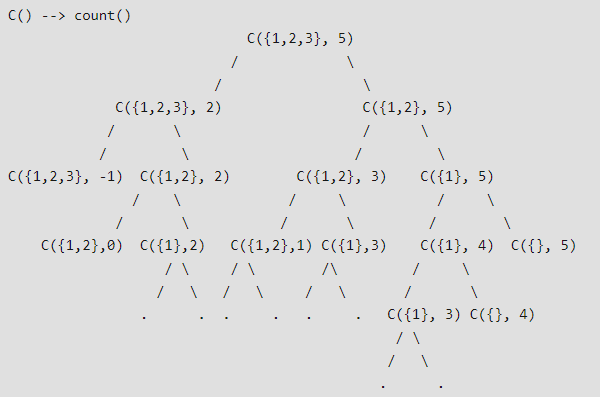 C() --> count()
C({1,2,3}, 5)
/ \
/ \
C({1,2,3}, 2) C({1,2}, 5)
/ \ / \
/ \ / \
C({1,2,3}, -1) C({1,2}, 2) C({1,2}, 3) C({1}, 5)
/ \ / \ / \
/ \ / \ / \
C({1,2},0) C({1},2) C({1,2},1) C({1},3) C({1}, 4) C({}, 5)
/ \ / \ /\ / \
/ \ / \ / \ / \
. . . . . . C({1}, 3) C({}, 4)
/ \
/ \
. .